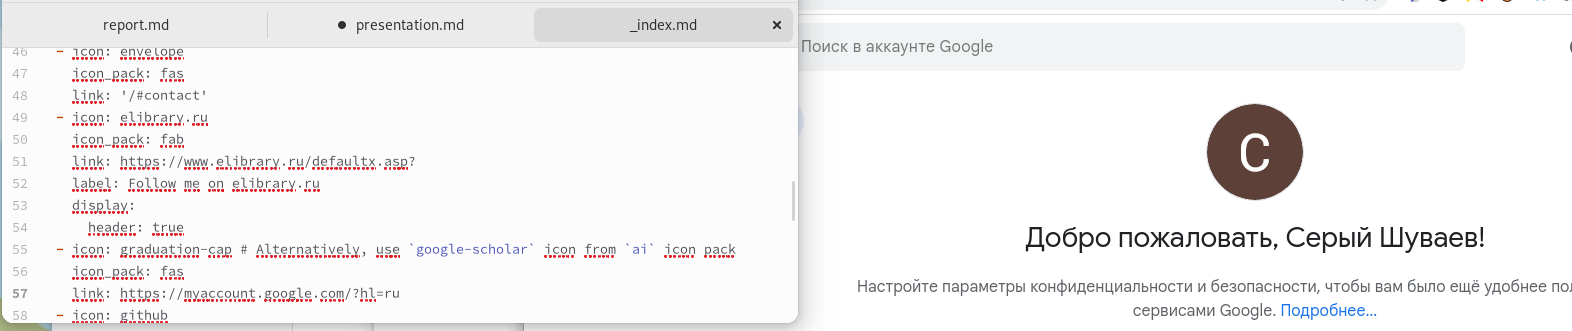 report.md
presentation.md
_index.md
46 - icon: envelope
47 icon_pack: fas
48 link: '/#contact'
49 - icon: elibrary.ru
50 icon_pack: fab
51 link: https://www.elibrary.ru/defaultx.asp?
52 label: Follow me on elibrary.ru
53 display:
54 header: true
55 - icon: graduation-cap # Alternatively, use `google-scholar` icon from `ai` icon pack
56 icon_pack: fas
57 link: https://myaccount.google.com/?hl=ru
58 - icon: github
Поиск в аккаунте Google
С
Добро пожаловать, Серый Шуваев!
Настройте параметры конфиденциальности и безопасности, чтобы вам было ещё удобнее
сервисами Google. Подробнее...